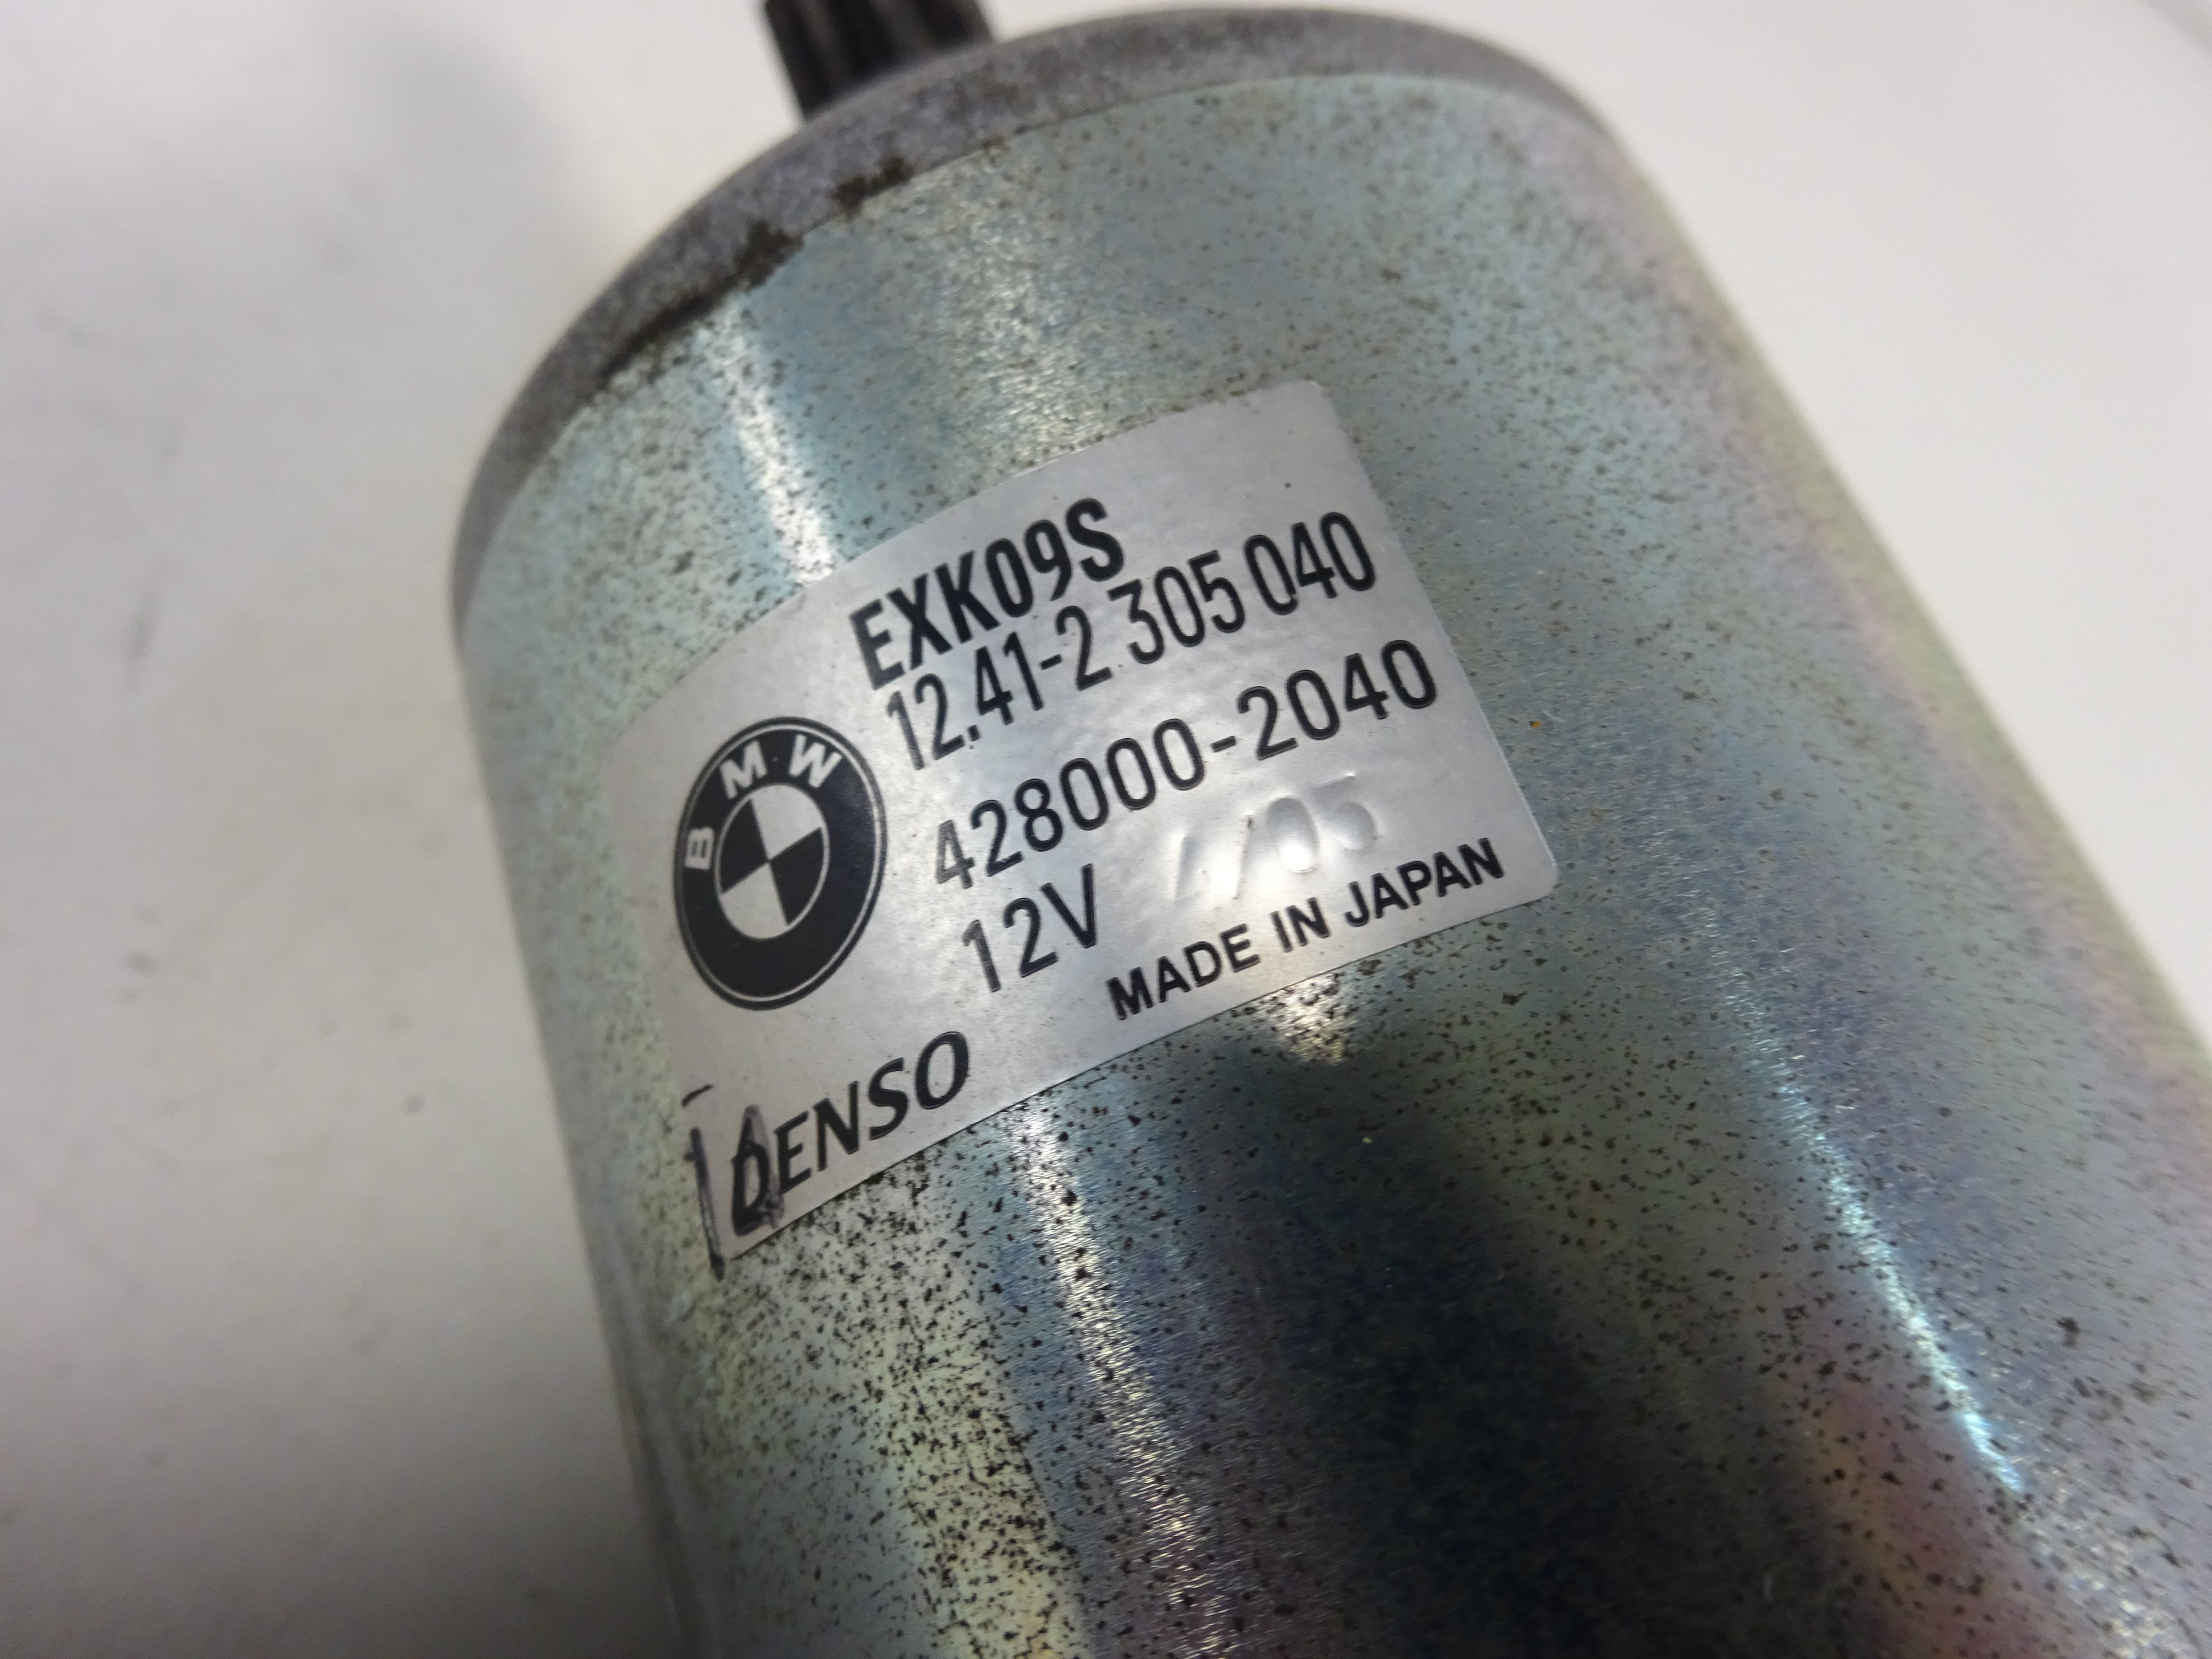 EXK09S
12.41-2 305 040
428000-2040
BMW
12V
MADE IN JAPAN
DENSO